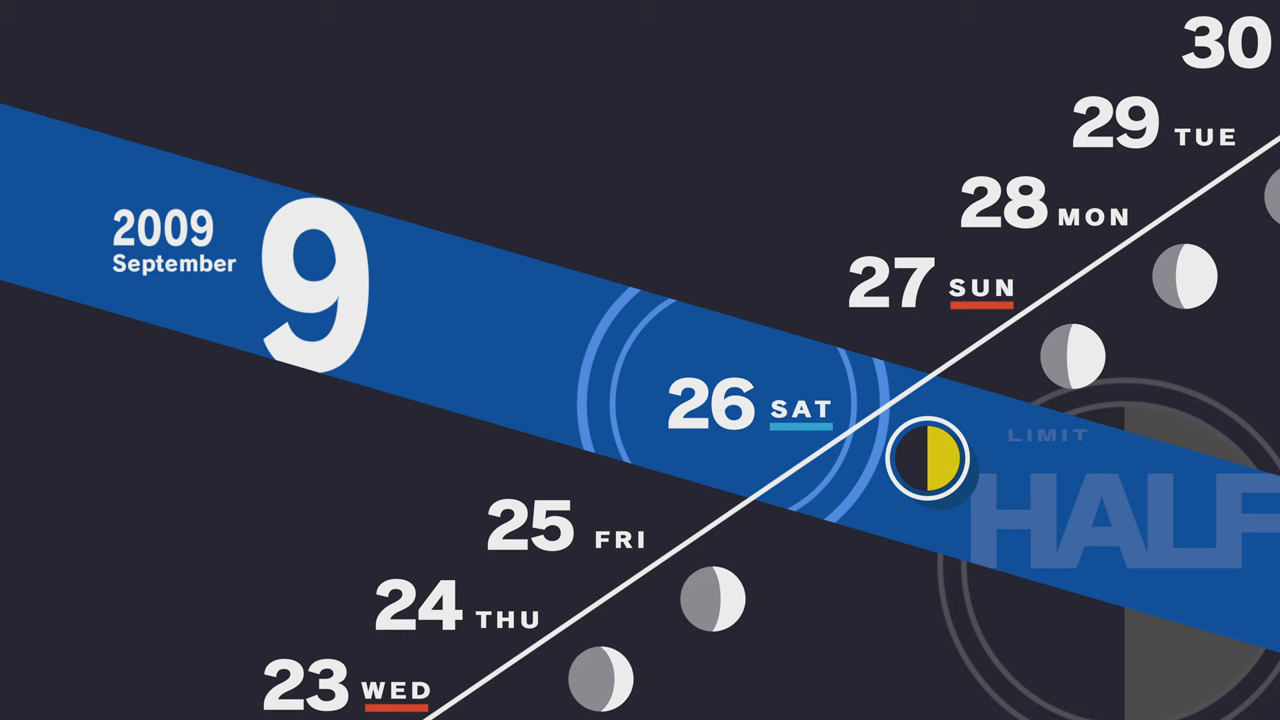 30
29 TUE
28 MON
27 SUN
2009
September
9
26 SAT
LIMIT
HALF
25 FRI
24 THU
23 WED